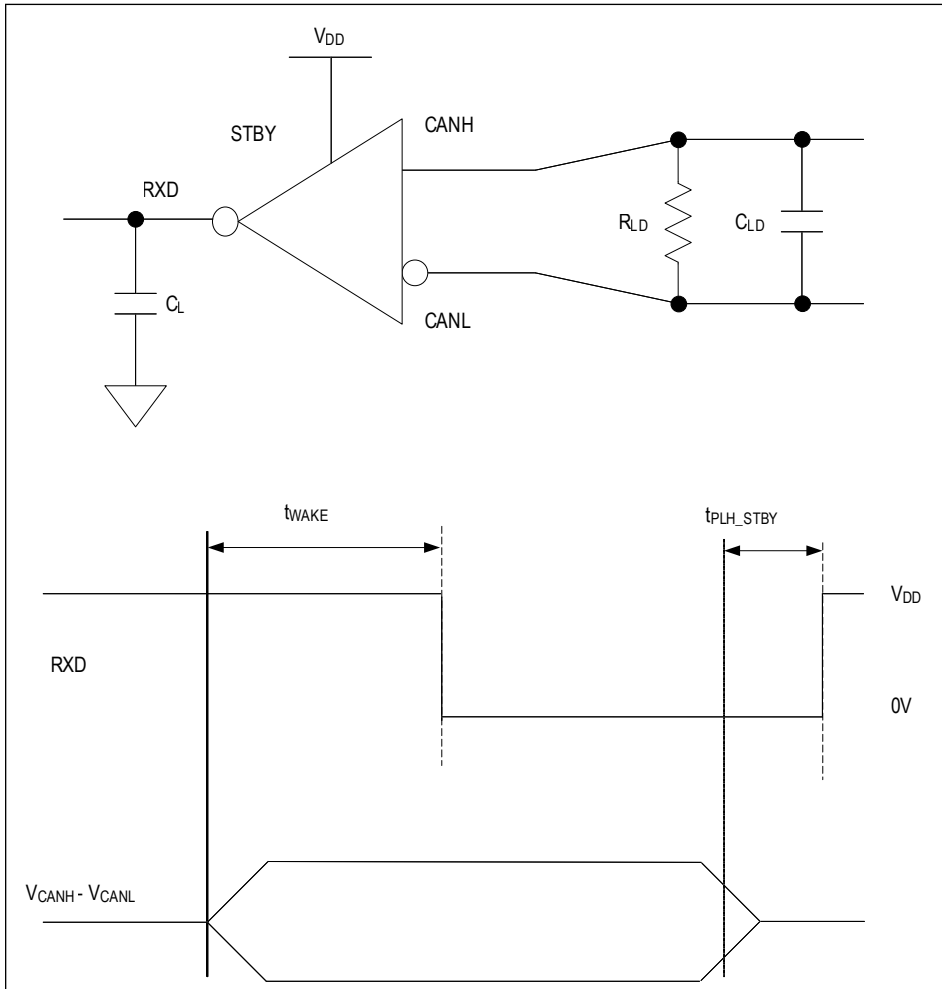 VDD
STBY
CANH
RXD
RLD
CLD
CL
CANL
tWAKE
tPLH_STBY
VDD
RXD
0V
VCANH - VCANL